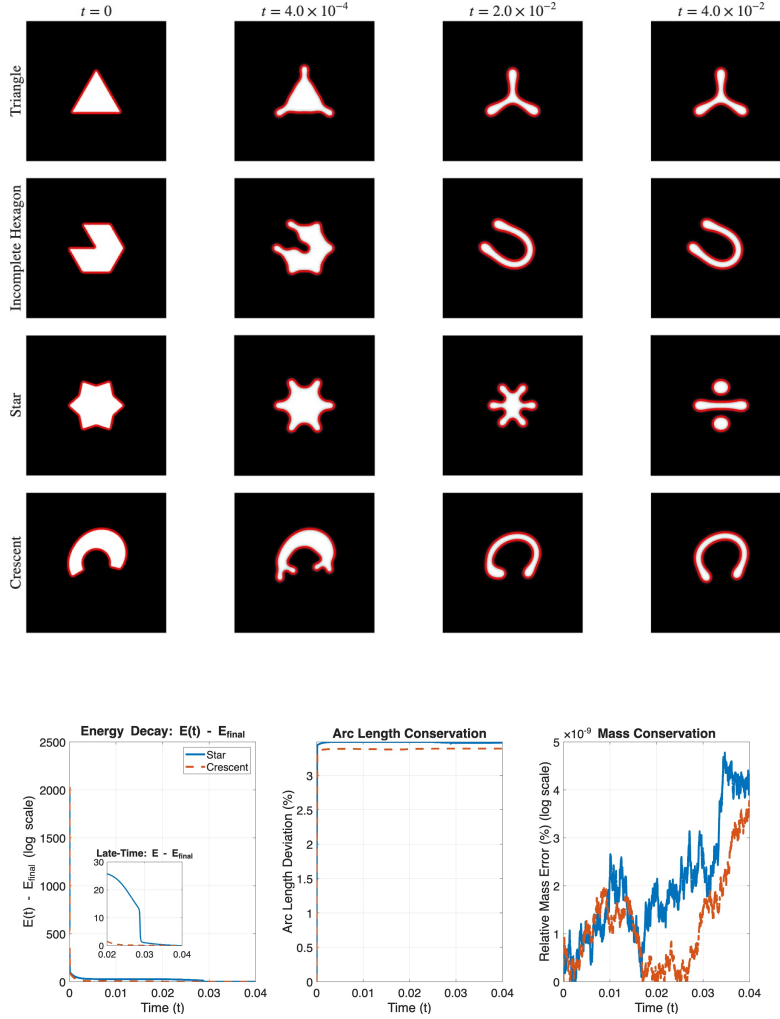 t = 0
t = 4.0 × 10⁻⁴
t = 2.0 × 10⁻²
t = 4.0 × 10⁻²
Triangle
Incomplete Hexagon
Star
Crescent
Energy Decay: E(t) - E_final
E(t) - E_final (log scale)
2500
2000
1500
1000
500
0
Star
Crescent
Late-Time: E - E_final
30
20
10
0
0.02 0.03 0.04
0 0.01 0.02 0.03 0.04
Time (t)
Arc Length Conservation
Arc Length Deviation (%)
3
2.5
2
1.5
1
0.5
0
0 0.01 0.02 0.03 0.04
Time (t)
×10⁻⁹ Mass Conservation
Relative Mass Error (%) (log scale)
5
4
3
2
1
0
0 0.01 0.02 0.03 0.04
Time (t)